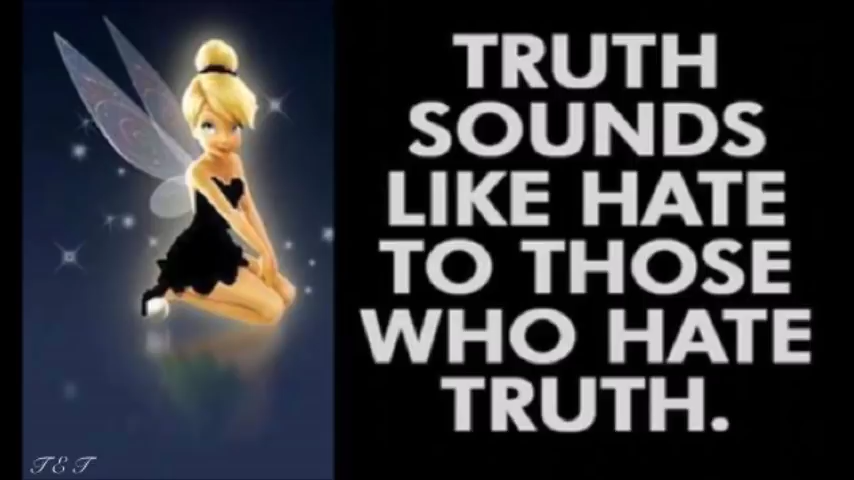 TRUTH
SOUNDS
LIKE HATE
TO THOSE
WHO HATE
TRUTH.
T&T